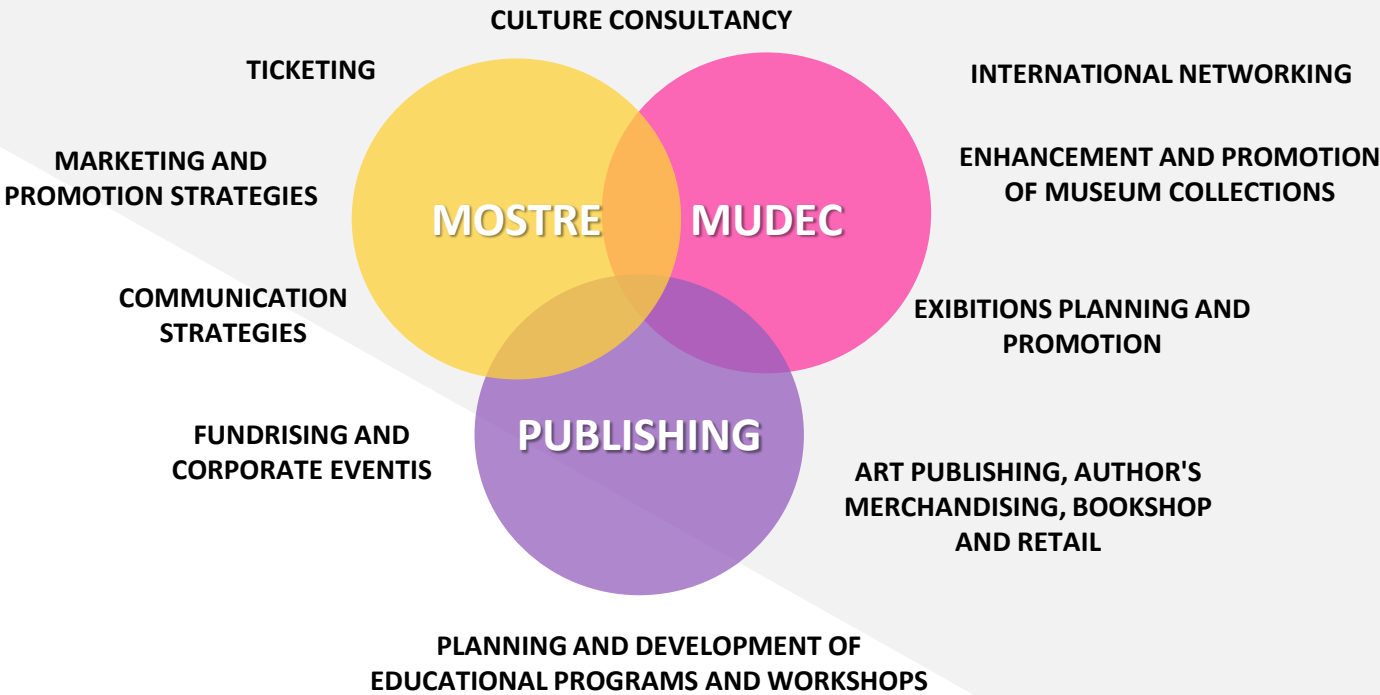 CULTURE CONSULTANCY
TICKETING
INTERNATIONAL NETWORKING
MARKETING AND
PROMOTION STRATEGIES
ENHANCEMENT AND PROMOTION
OF MUSEUM COLLECTIONS
MOSTRE
MUDEC
COMMUNICATION
STRATEGIES
EXIBITIONS PLANNING AND
PROMOTION
FUNDRISING AND
CORPORATE EVENTIS
PUBLISHING
ART PUBLISHING, AUTHOR'S
MERCHANDISING, BOOKSHOP
AND RETAIL
PLANNING AND DEVELOPMENT OF
EDUCATIONAL PROGRAMS AND WORKSHOPS